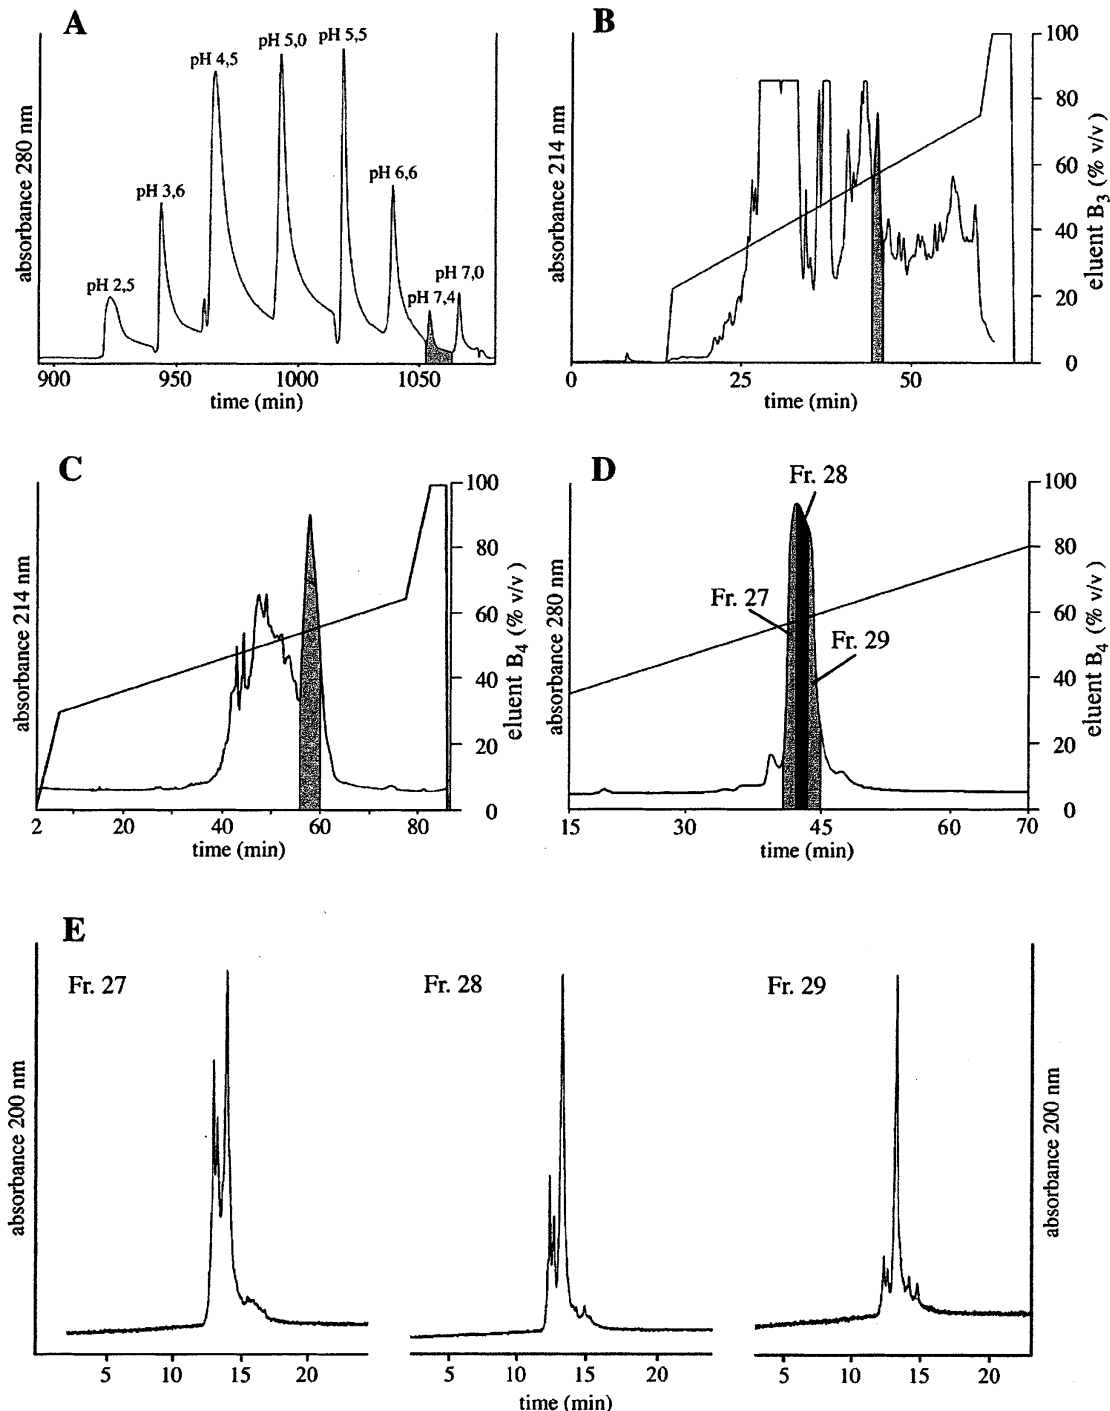 A
pH 2,5
pH 3,6
pH 4,5
pH 5,0
pH 5,5
pH 6,6
pH 7,4
pH 7,0
absorbance 280 nm
900 950 1000 1050
time (min)
B
absorbance 214 nm
100
80
60
40
20
0
eluent B3 (% v/v)
0 25 50
time (min)
C
absorbance 214 nm
100
80
60
40
20
0
eluent B4 (% v/v)
2 20 40 60 80
time (min)
D
Fr. 28
Fr. 27
Fr. 29
absorbance 280 nm
100
80
60
40
20
0
eluent B4 (% v/v)
15 30 45 60 70
time (min)
E
Fr. 27
Fr. 28
Fr. 29
absorbance 200 nm
absorbance 200 nm
5 10 15 20
5 10 15 20
5 10 15 20
time (min)